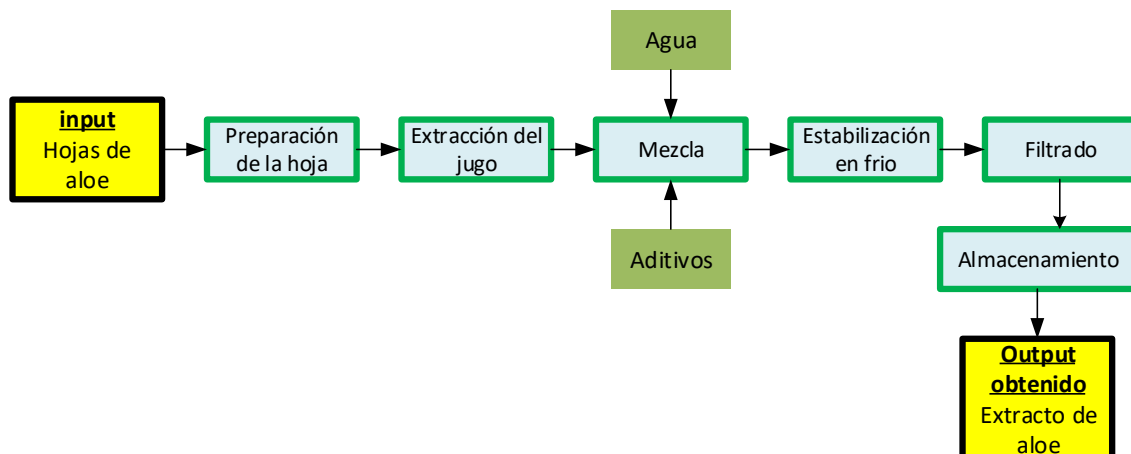 Agua
input
Hojas de
aloe
Preparación
de la hoja
Extracción del
jugo
Mezcla
Estabilización
en frio
Filtrado
Aditivos
Almacenamiento
Output
obtenido
Extracto de
aloe